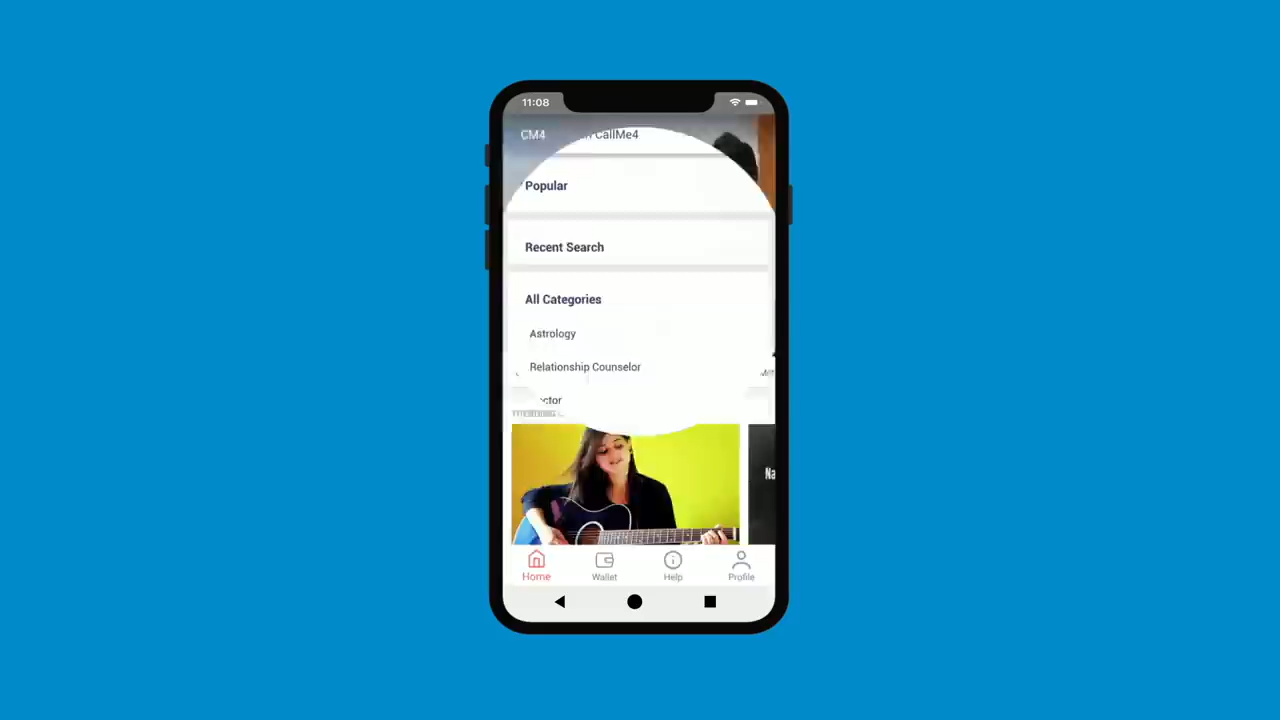 11:08
CM4 CallMe4
Popular
Recent Search
All Categories
Astrology
Relationship Counselor
Home Wallet Help Profile